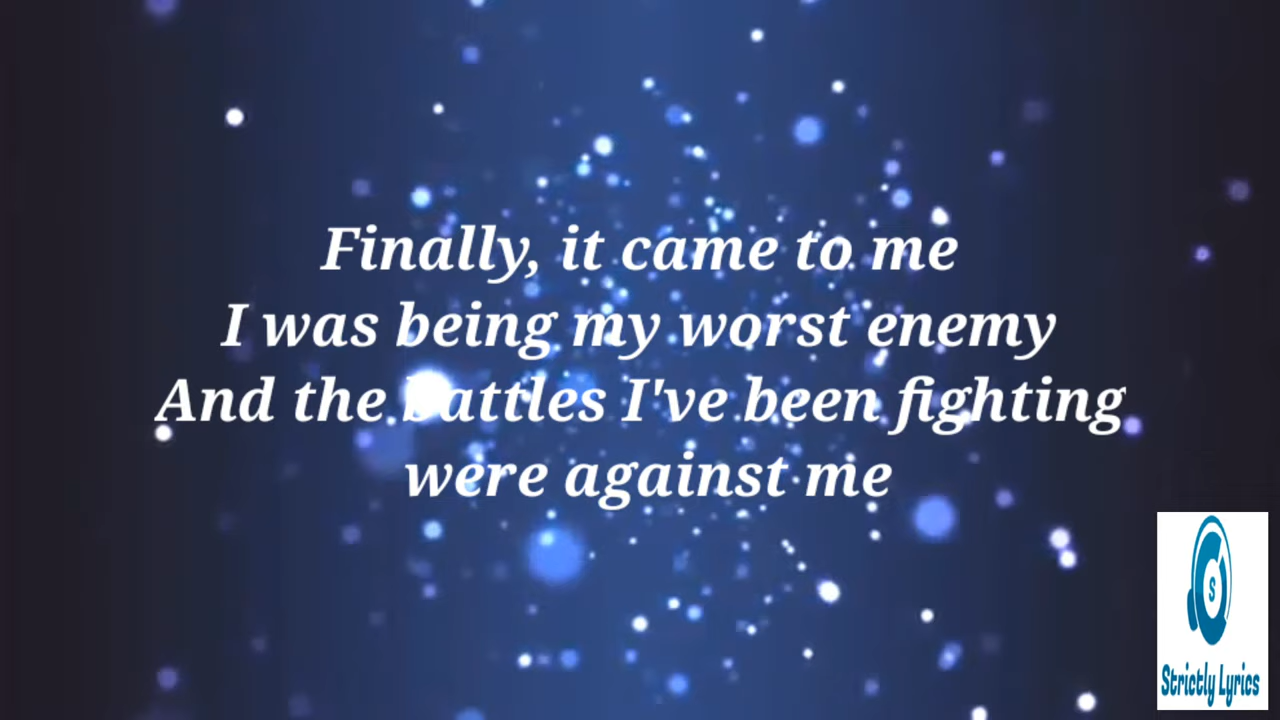 Finally, it came to me
I was being my worst enemy
And the battles I've been fighting
were against me
S
Strictly Lyrics